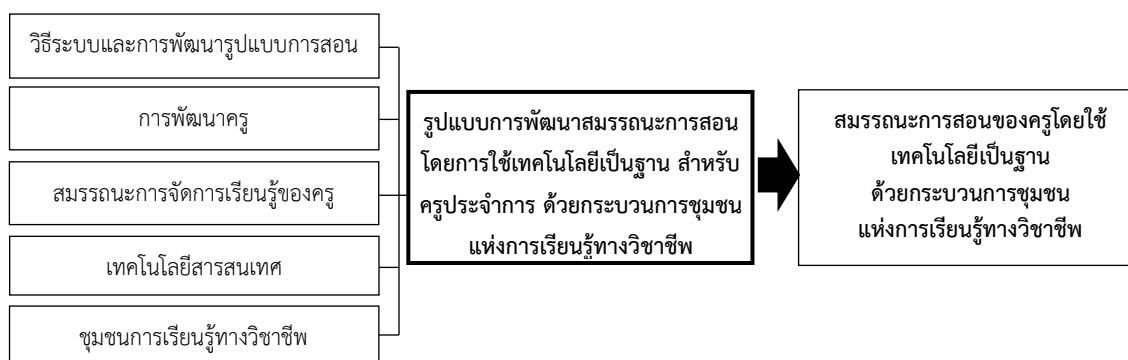 วิธีระบบและการพัฒนารูปแบบการสอน
การพัฒนาครู
สมรรถนะการจัดการเรียนรู้ของครู
เทคโนโลยีสารสนเทศ
ชุมชนการเรียนรู้ทางวิชาชีพ
รูปแบบการพัฒนาสมรรถนะการสอน
โดยการใช้เทคโนโลยีเป็นฐาน สำหรับ
ครูประจำการ ด้วยกระบวนการชุมชน
แห่งการเรียนรู้ทางวิชาชีพ
สมรรถนะการสอนของครูโดยใช้
เทคโนโลยีเป็นฐาน
ด้วยกระบวนการชุมชน
แห่งการเรียนรู้ทางวิชาชีพ